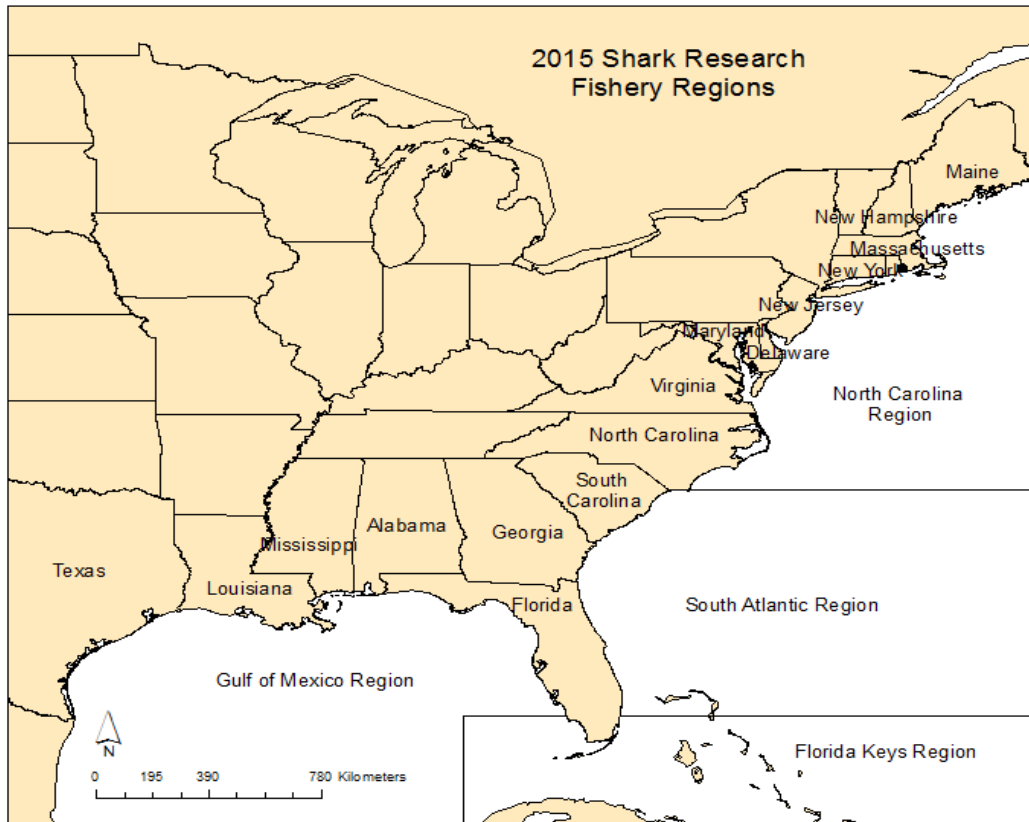 2015 Shark Research
Fishery Regions
Maine
New Hampshire
Massachusetts
New York
New Jersey
Maryland
Delaware
Virginia
North Carolina
Region
North Carolina
South
Carolina
Alabama
Georgia
Mississippi
Texas
Louisiana
Florida
South Atlantic Region
Gulf of Mexico Region
Florida Keys Region
N
0 195 390 780 Kilometers